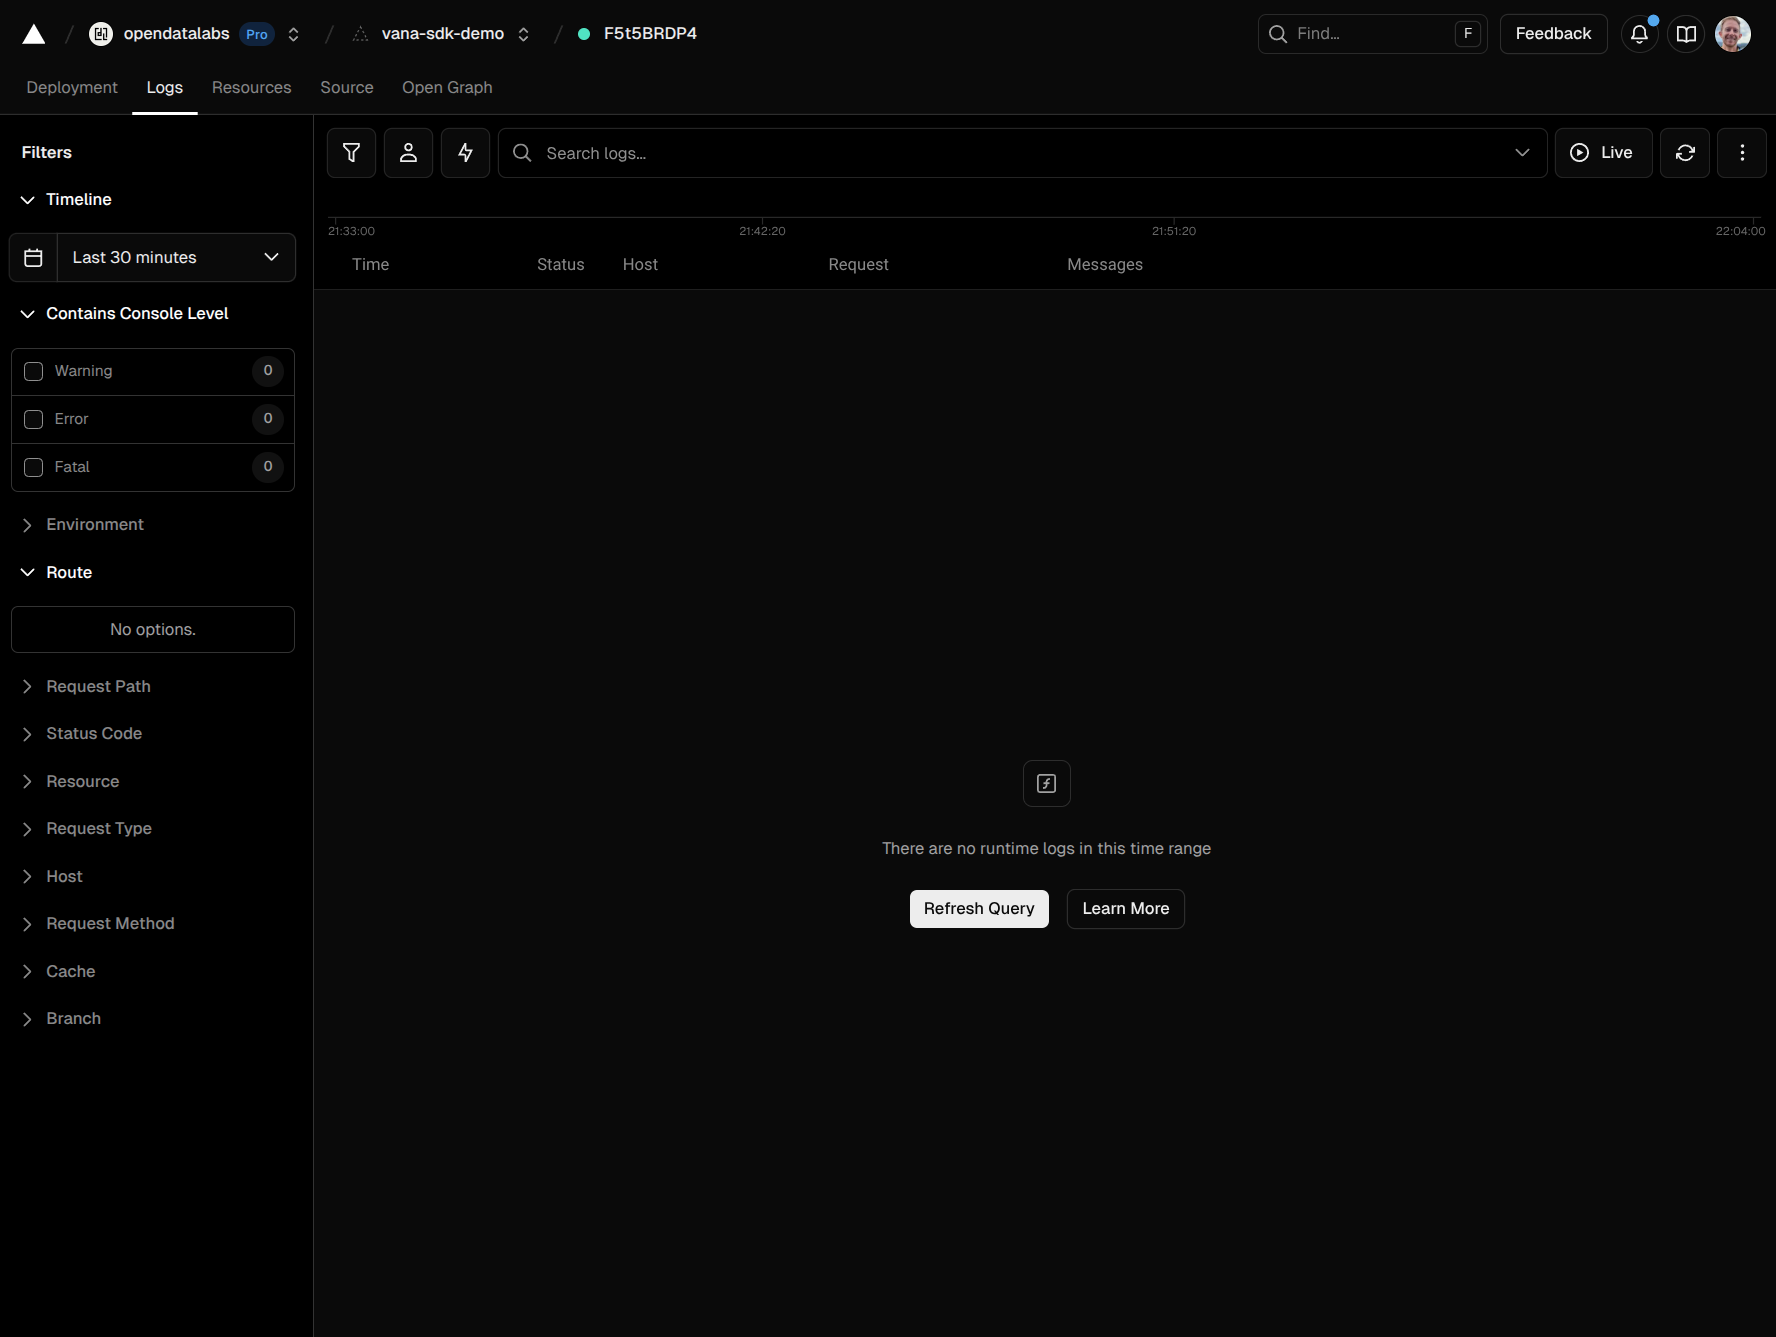 opendatalabs Pro
vana-sdk-demo
F5t5BRDP4
Find...
F
Feedback
Deployment
Logs
Resources
Source
Open Graph
Filters
Timeline
Last 30 minutes
Contains Console Level
Warning 0
Error 0
Fatal 0
Environment
Route
No options.
Request Path
Status Code
Resource
Request Type
Host
Request Method
Cache
Branch
Search logs...
Live
21:33:00 21:42:20 21:51:20 22:04:00
Time Status Host Request Messages
There are no runtime logs in this time range
Refresh Query
Learn More